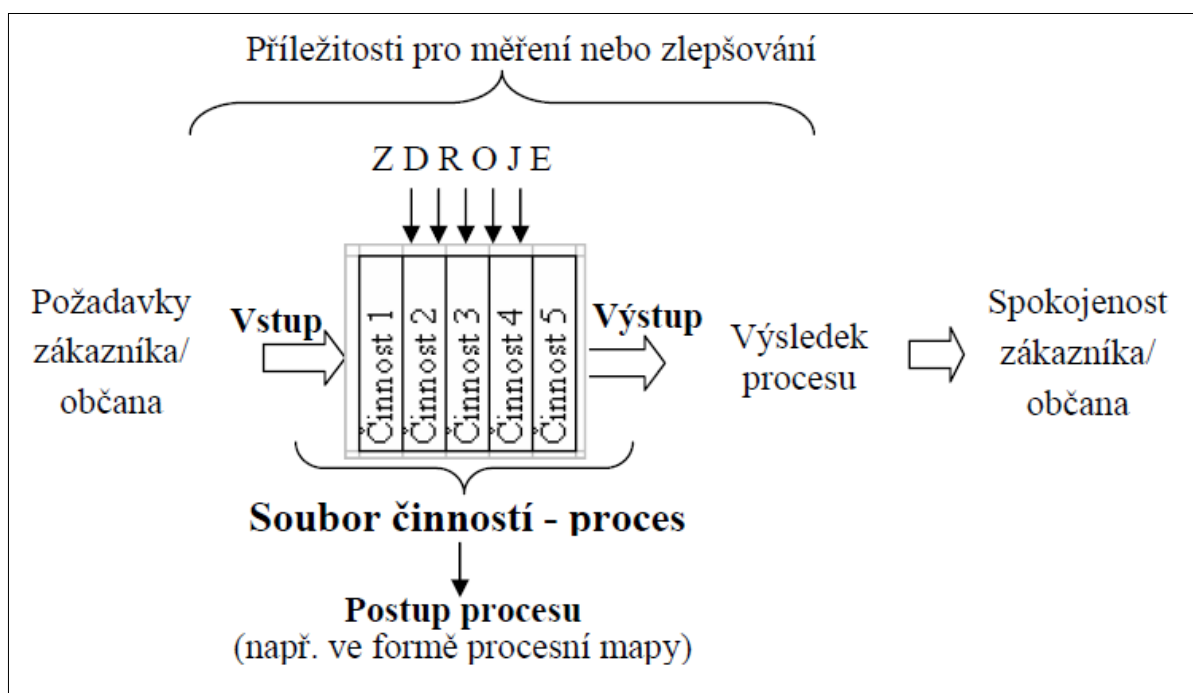 Příležitosti pro měření nebo zlepšování
Z D R O J E
Požadavky
zákazníka/
občana
Vstup
Činnost 1
Činnost 2
Činnost 3
Činnost 4
Činnost 5
Výstup
Výsledek
procesu
Spokojenost
zákazníka/
občana
Soubor činností - proces
Postup procesu
(např. ve formě procesní mapy)